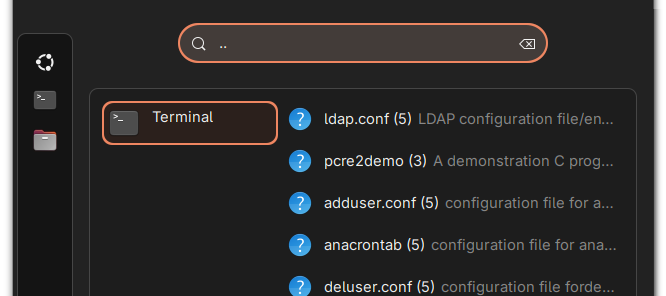 ..
Terminal
ldap.conf (5) LDAP configuration file/en...
pcre2demo (3) A demonstration C prog...
adduser.conf (5) configuration file for a...
anacrontab (5) configuration file for ana...
deluser.conf (5) configuration file forde...